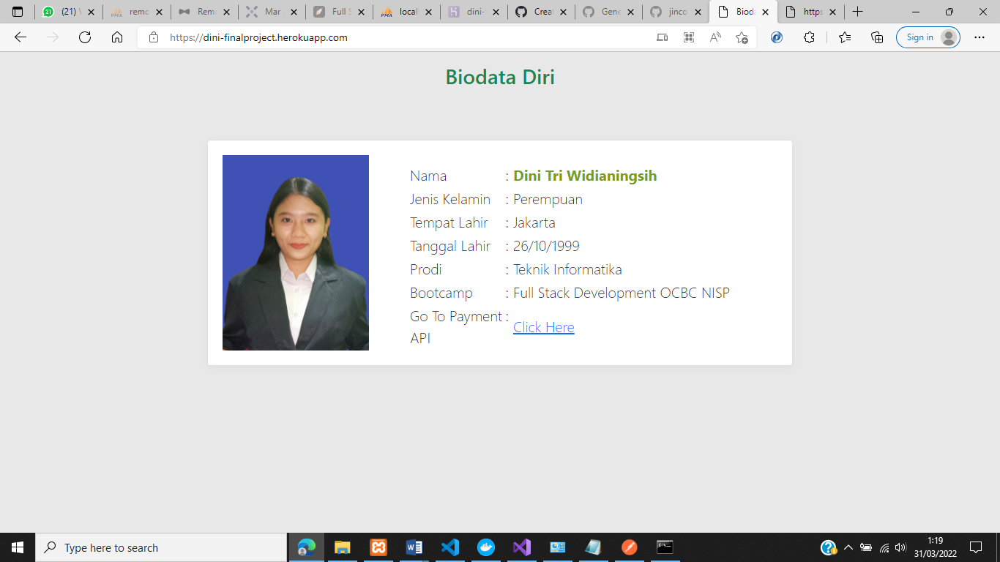 (21) W
remo
Rem
Mar
Full S
local
dini-
Crea
Gene
jinco
Bioda
https
https://dini-finalproject.herokuapp.com
Sign in
Biodata Diri
Nama : Dini Tri Widianingsih
Jenis Kelamin : Perempuan
Tempat Lahir : Jakarta
Tanggal Lahir : 26/10/1999
Prodi : Teknik Informatika
Bootcamp : Full Stack Development OCBC NISP
Go To Payment :
API
Click Here
Type here to search
1:19
31/03/2022